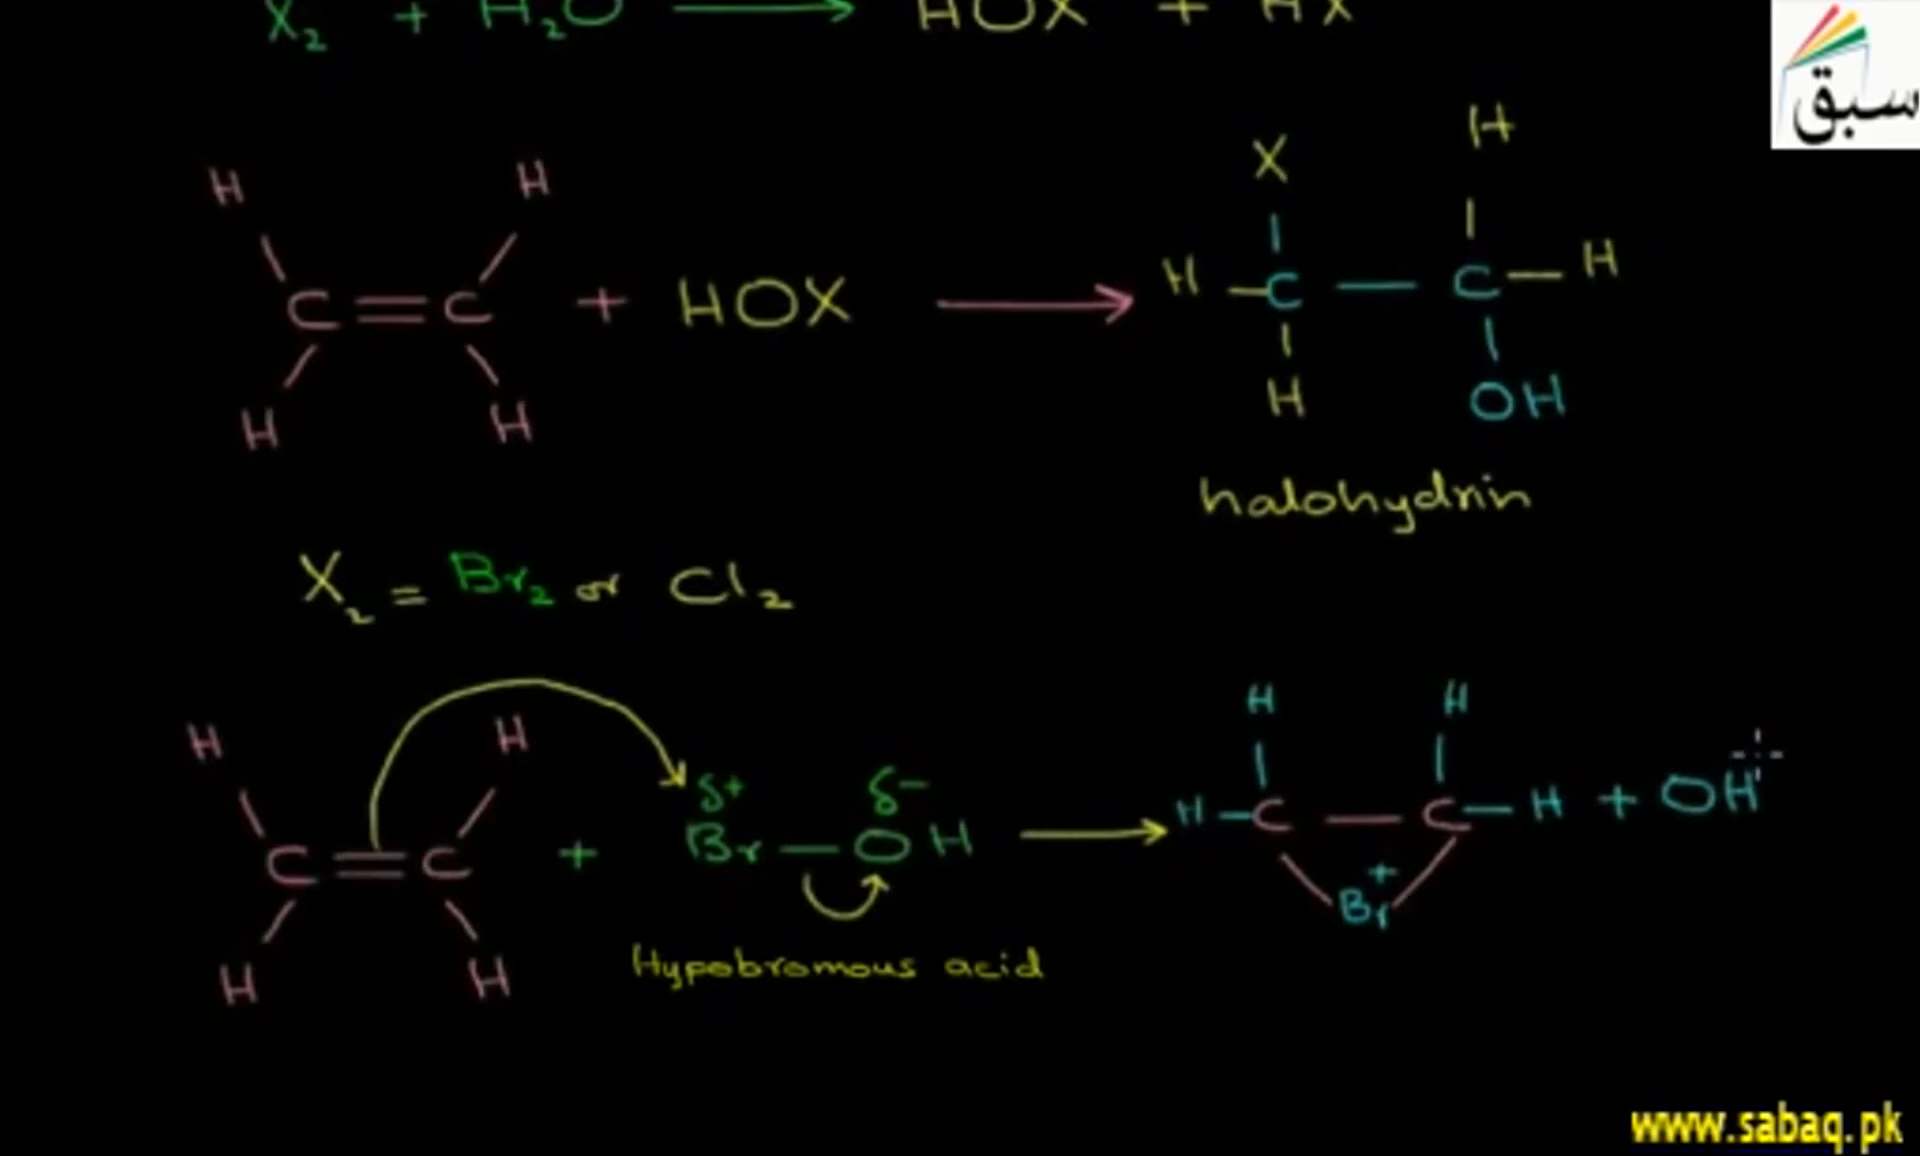 X₂ + H₂O ⟶ HOX + HX
سبق
X H
H H
H C — C H
C = C + HOX ⟶
H H H OH
halohydrin
X₂ = Br₂ or Cl₂
H H H H
δ+ δ−
C = C + Br — OH ⟶ H — C — C — H + OH
+
Br
Hypobromous acid
H H
www.sabaq.pk